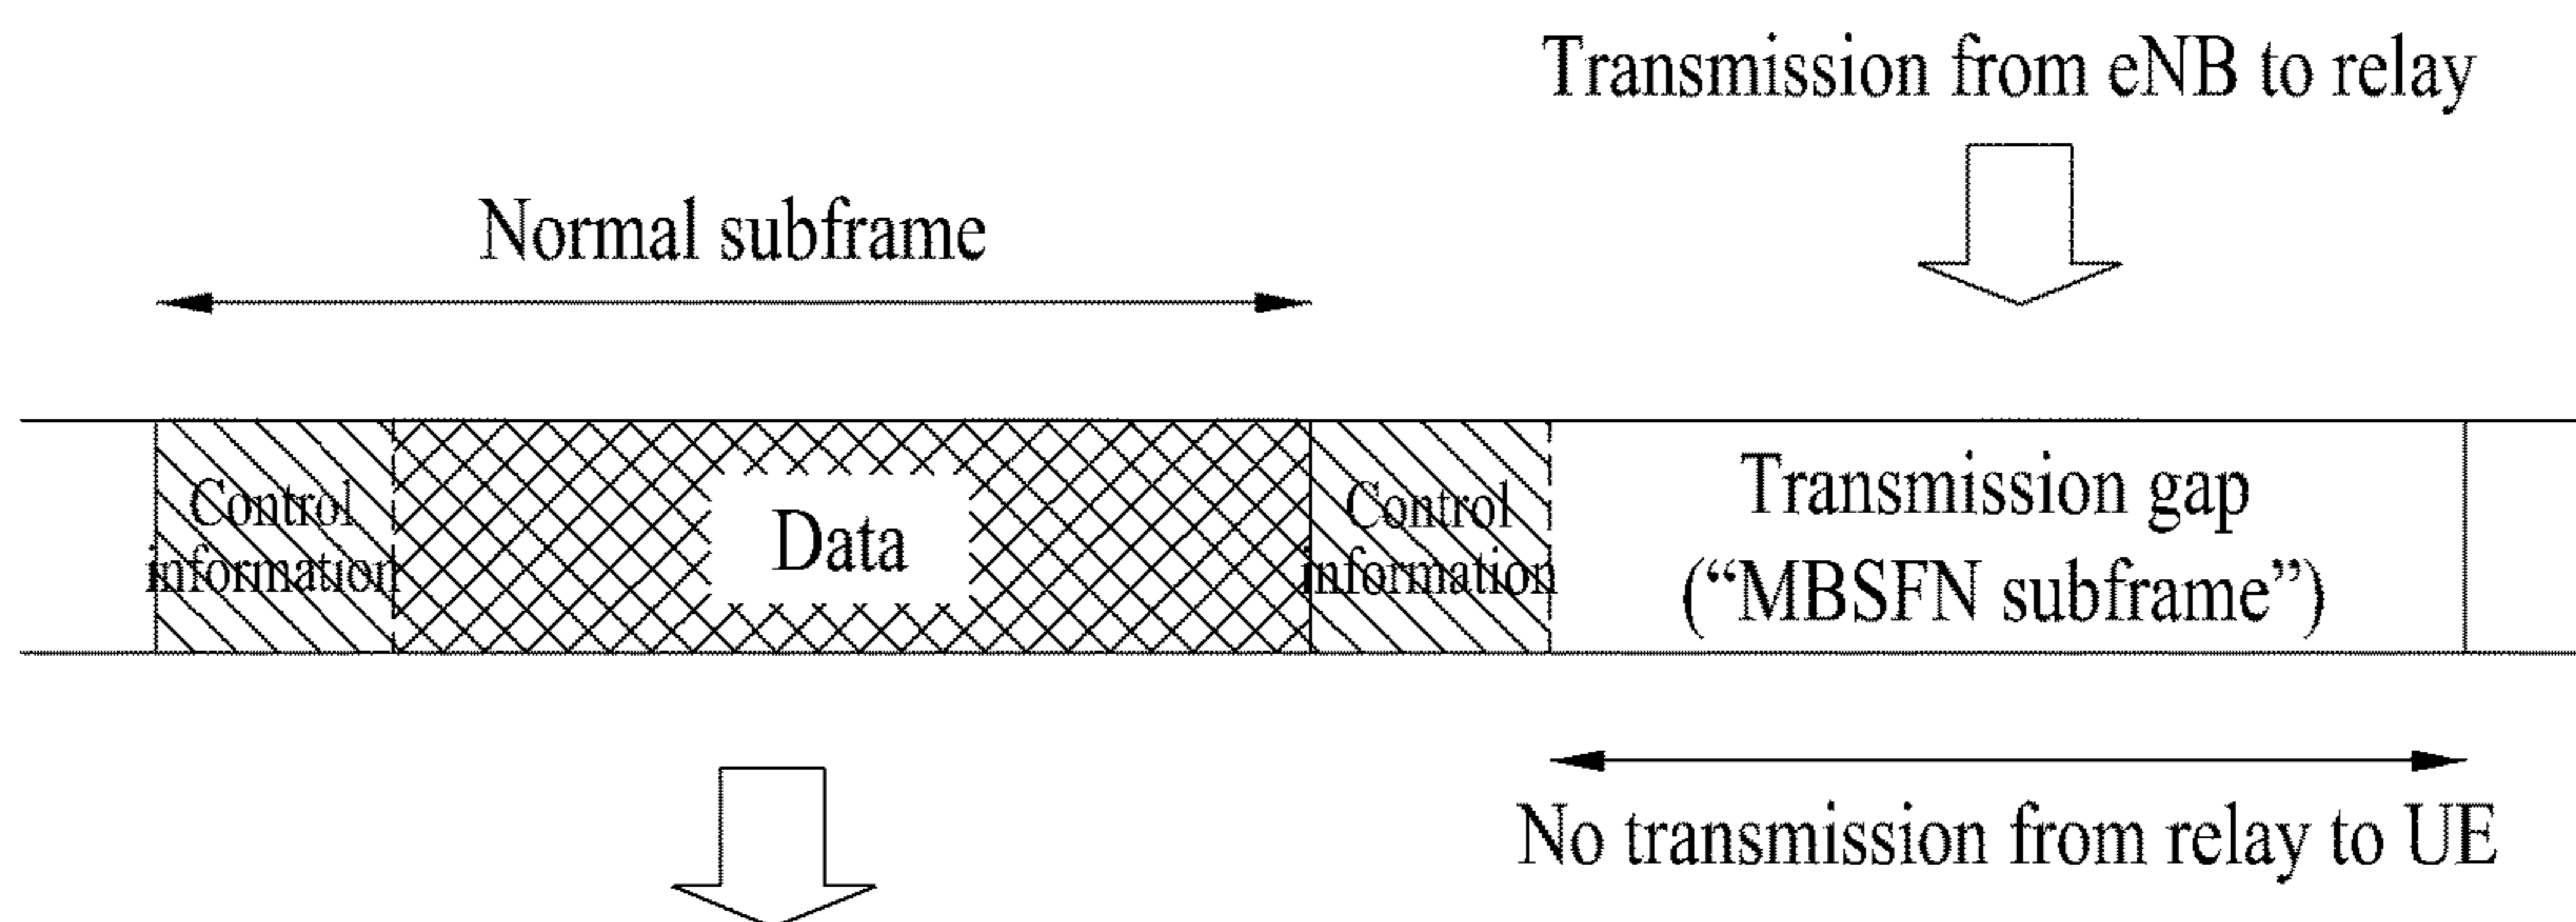 Transmission from eNB to relay
Normal subframe
Control
information
Data
Control
information
Transmission gap
(“MBSFN subframe”)
No transmission from relay to UE